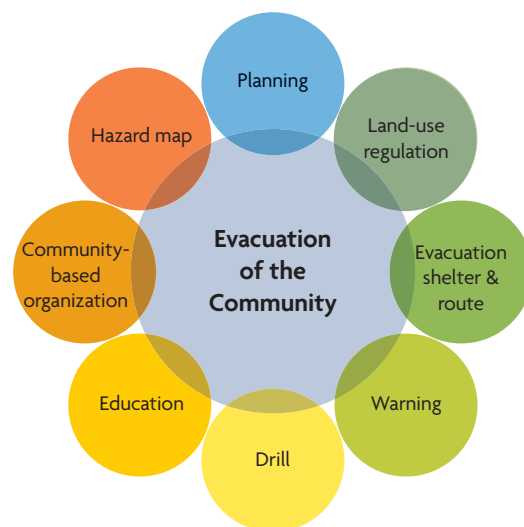 Planning
Land-use
regulation
Evacuation
shelter &
route
Warning
Drill
Education
Community-
based
organization
Hazard map
Evacuation
of the
Community